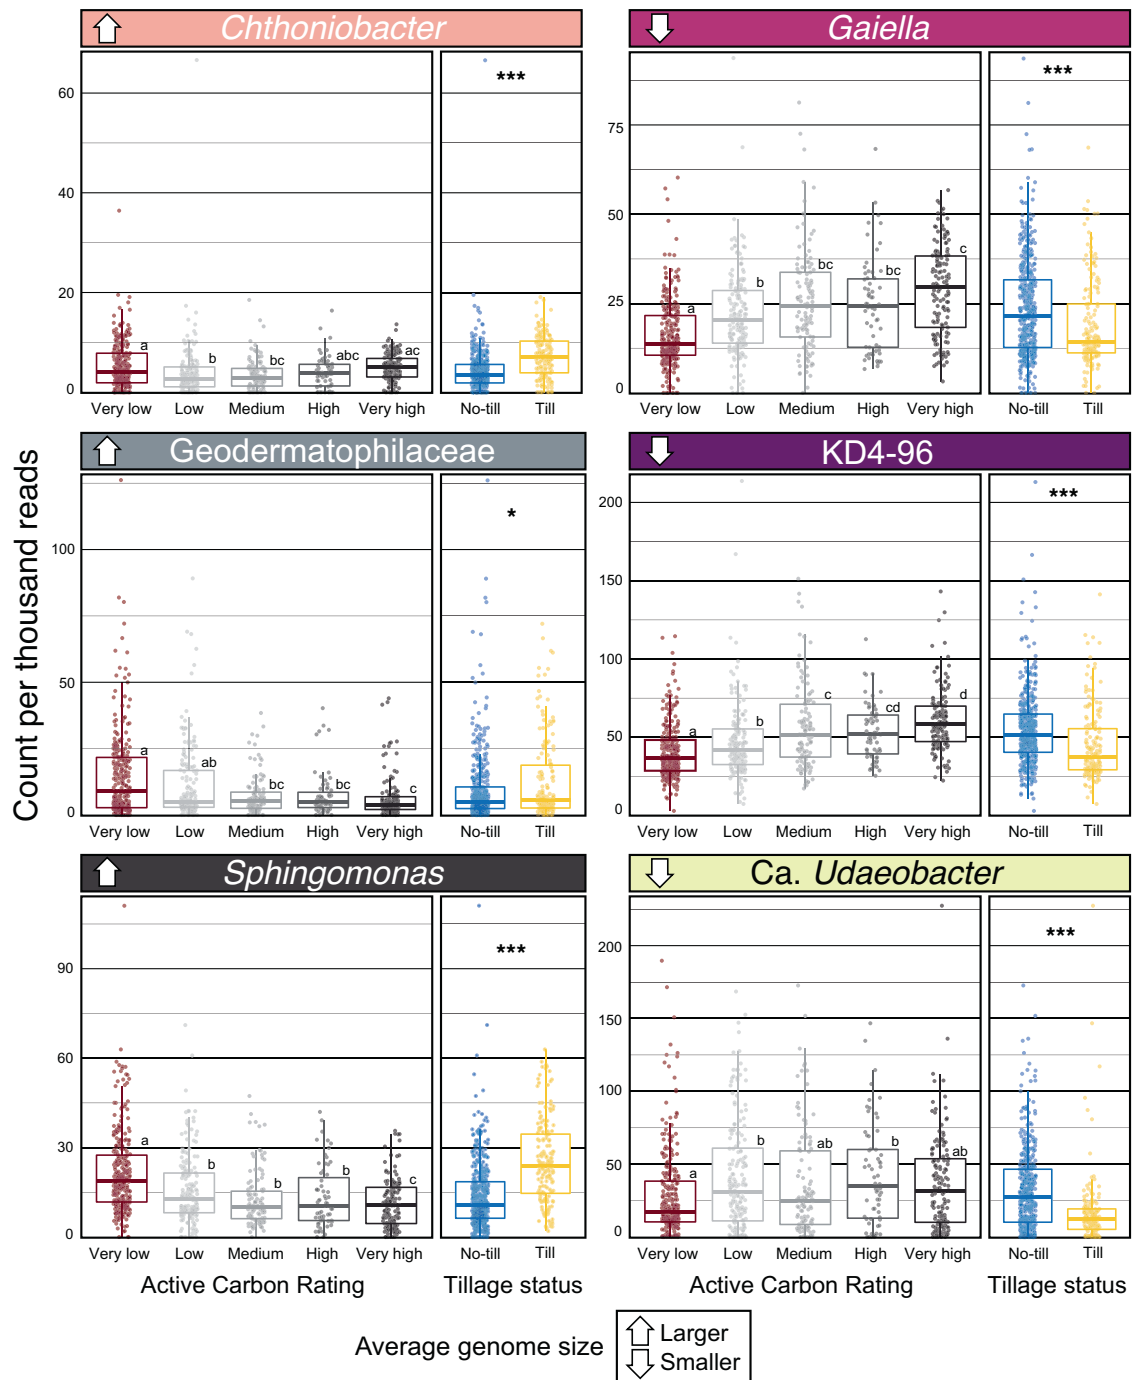 Chthoniobacter
60
40
20
0
a
b
bc
abc
ac
***
Very low Low Medium High Very high No-till Till
Gaiella
75
50
25
0
a
b
bc
bc
c
***
Very low Low Medium High Very high No-till Till
Count per thousand reads
Geodermatophilaceae
100
50
0
a
ab
bc
bc
c
*
Very low Low Medium High Very high No-till Till
KD4-96
200
150
100
50
0
a
b
c
cd
d
***
Very low Low Medium High Very high No-till Till
Sphingomonas
90
60
30
0
a
b
b
b
c
***
Very low Low Medium High Very high No-till Till
Active Carbon Rating Tillage status
Ca. Udaeobacter
200
150
100
50
0
a
b
ab
b
ab
***
Very low Low Medium High Very high No-till Till
Active Carbon Rating Tillage status
Average genome size
Larger
Smaller